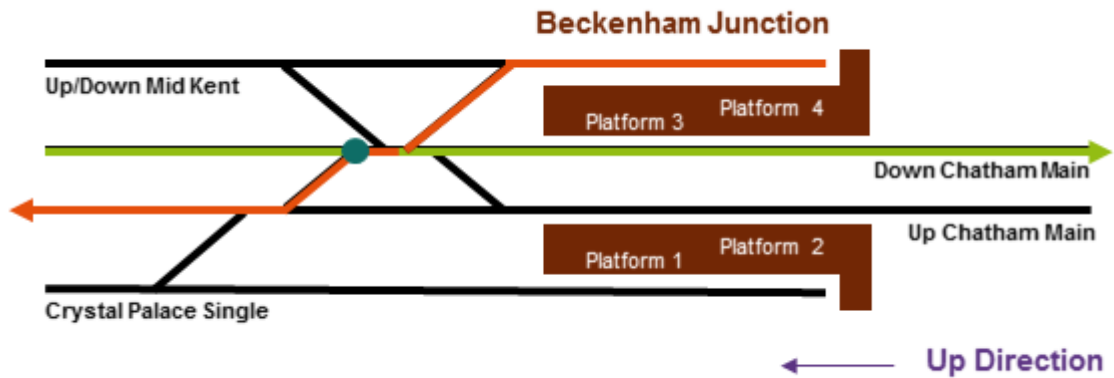 Beckenham Junction
Up/Down Mid Kent
Platform 4
Platform 3
Down Chatham Main
Up Chatham Main
Platform 2
Platform 1
Crystal Palace Single
Up Direction